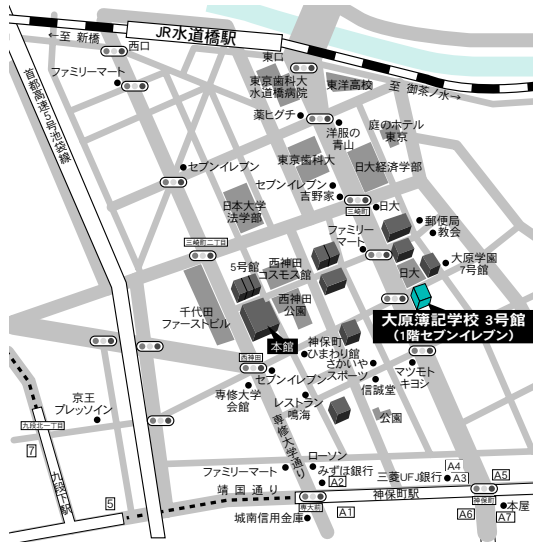 JR水道橋駅
←至 新橋
西口
東口
ファミリーマート
東京歯科大
水道橋病院
東洋高校
至 御茶ノ水→
首都高速5号池袋線
薬ヒグチ
洋服の
青山
庭のホテル
東京
東京歯科大
日大経済学部
セブンイレブン
セブンイレブン
吉野家
三崎町
日大
日本大学
法学部
郵便局
教会
ファミリー
マート
三崎町二丁目
5号館
西神田
コスモス館
日大
大原学園
7号館
千代田
ファーストビル
西神田
公園
大原簿記学校 3号館
(1階セブンイレブン)
本館
神保町
ひまわり館
西神田
さかいや
スポーツ
マツモト
キヨシ
セブンイレブン
専修大学
会館
信誠堂
京王
プレッソイン
レストラン
鳴海
公園
九段北一丁目
専修大学通り
7
ローソン
ファミリーマート
みずほ銀行
三菱UFJ銀行
A4
A3
A5
A2
九段下駅
5
靖国通り
神保町駅
専大前
神保町
本屋
城南信用金庫
A1
A6
A7